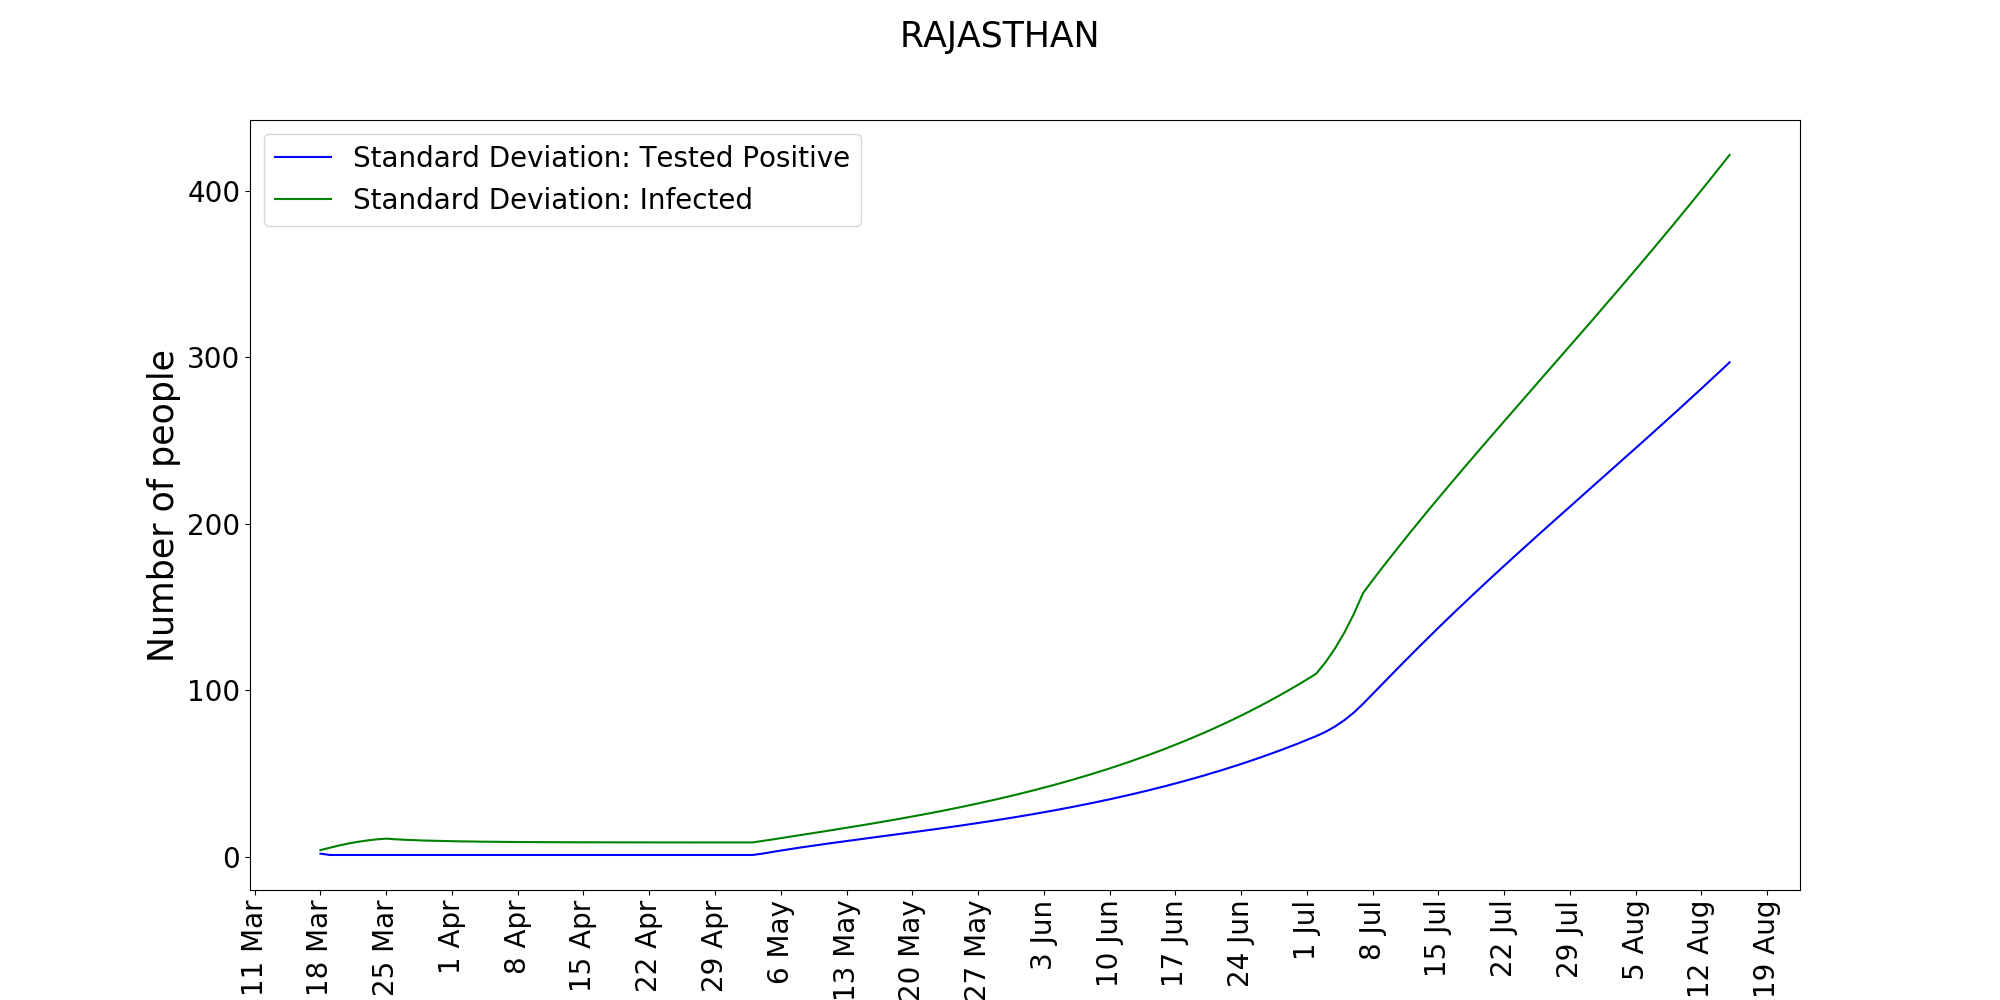 RAJASTHAN
Standard Deviation: Tested Positive
Standard Deviation: Infected
Number of people
400
300
200
100
0
11 Mar
18 Mar
25 Mar
1 Apr
8 Apr
15 Apr
22 Apr
29 Apr
6 May
13 May
20 May
27 May
3 Jun
10 Jun
17 Jun
24 Jun
1 Jul
8 Jul
15 Jul
22 Jul
29 Jul
5 Aug
12 Aug
19 Aug